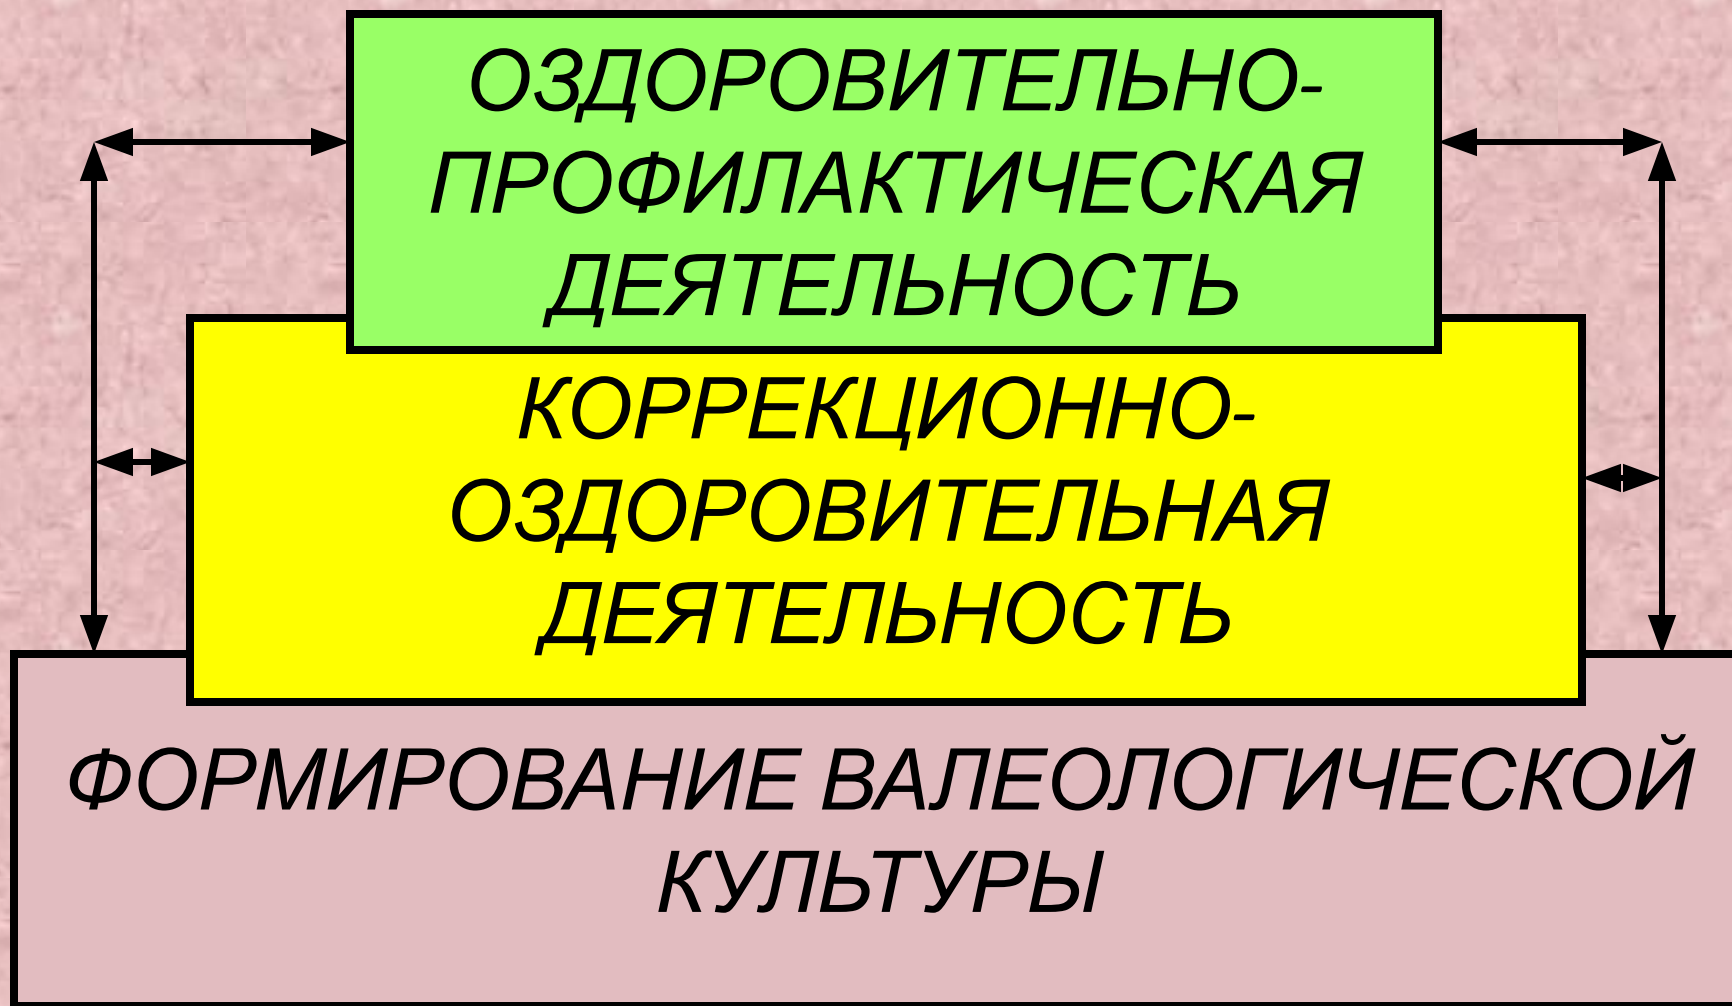 ОЗДОРОВИТЕЛЬНО-
ПРОФИЛАКТИЧЕСКАЯ
ДЕЯТЕЛЬНОСТЬ
КОРРЕКЦИОННО-
ОЗДОРОВИТЕЛЬНАЯ
ДЕЯТЕЛЬНОСТЬ
ФОРМИРОВАНИЕ ВАЛЕОЛОГИЧЕСКОЙ
КУЛЬТУРЫ